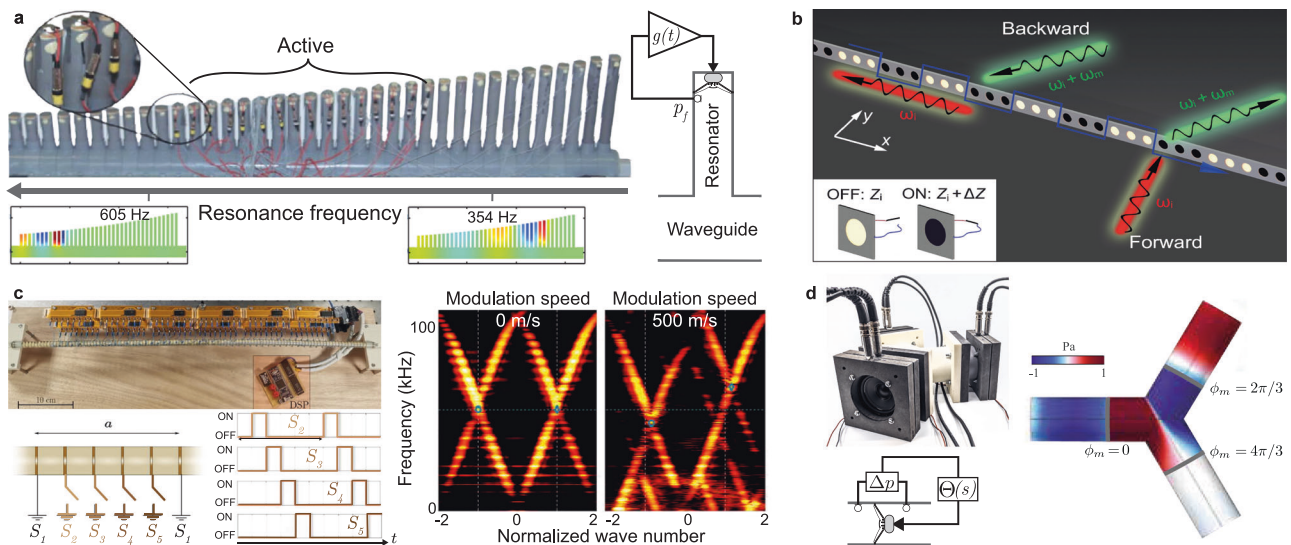 a
Active
g(t)
p_f
Resonator
Waveguide
Resonance frequency
605 Hz
354 Hz
b
Backward
ω_i + ω_m
ω_i + ω_m
ω_i
y
x
OFF: Z_i
ON: Z_i + ΔZ
ω_i
Forward
c
10 cm
DSP
a
S_1 S_2 S_3 S_4 S_5 S_1
ON
OFF
S_2
ON
OFF
S_3
ON
OFF
S_4
ON
OFF
S_5
t
Modulation speed
0 m/s
Modulation speed
500 m/s
Frequency (kHz)
100
0
-2 0 2
-2 0 2
Normalized wave number
d
Δp
Θ(s)
Pa
-1 1
ϕ_m = 2π/3
ϕ_m = 0
ϕ_m = 4π/3